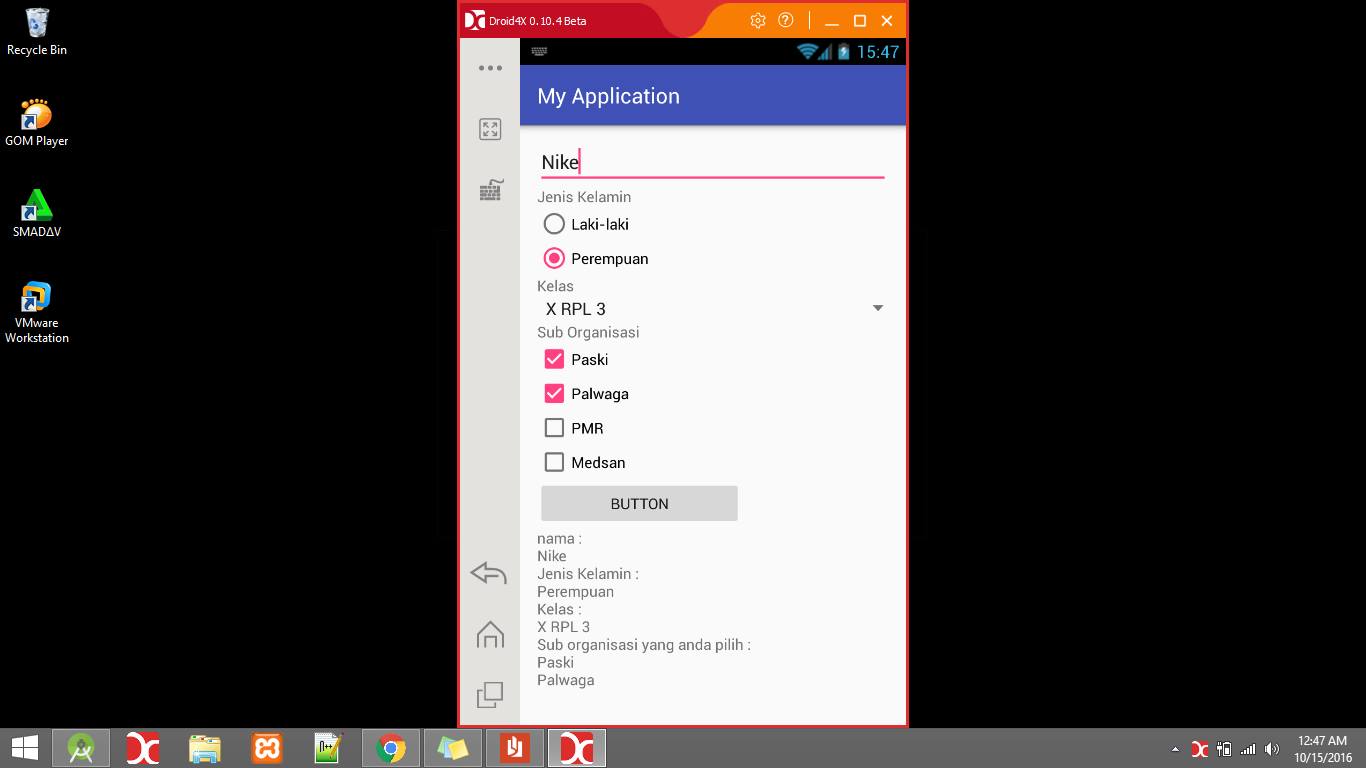 Recycle Bin
GOM Player
SMADΔV
VMware
Workstation
Droid4X 0.10.4 Beta
15:47
My Application
Nike
Jenis Kelamin
Laki-laki
Perempuan
Kelas
X RPL 3
Sub Organisasi
Paski
Palwaga
PMR
Medsan
BUTTON
nama :
Nike
Jenis Kelamin :
Perempuan
Kelas :
X RPL 3
Sub organisasi yang anda pilih :
Paski
Palwaga
N++
12:47 AM
10/15/2016